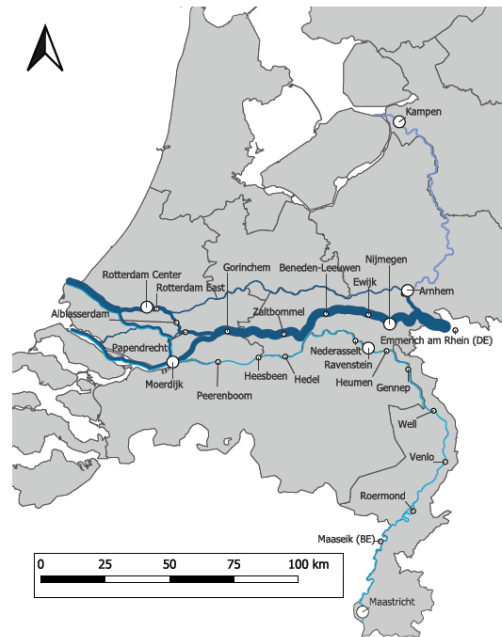 Kampen
Nijmegen
Gorinchem
Beneden-Leeuwen
Rotterdam Center
Rotterdam East
Ewijk
Arnhem
Alblesserdam
Zaltbommel
Papendrecht
Nederasselt
Emmerich am Rhein (DE)
Ravenstein
Moerdijk
Heesbeen
Heumen
Hedel
Peerenboom
Gennep
Well
Venlo
Roermond
Maaseik (BE)
0 25 50 75 100 km
Maastricht